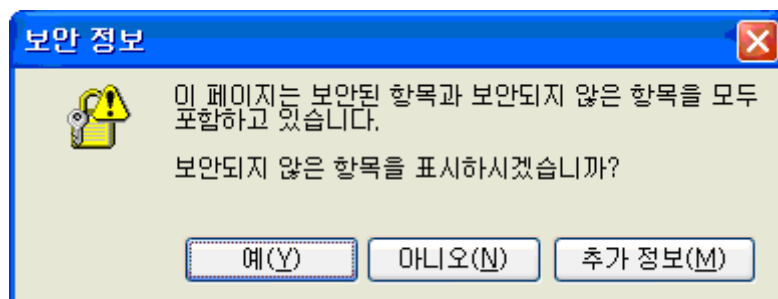 보안 정보
이 페이지는 보안된 항목과 보안되지 않은 항목을 모두
포함하고 있습니다.
보안되지 않은 항목을 표시하시겠습니까?
예(Y) 아니오(N) 추가 정보(M)